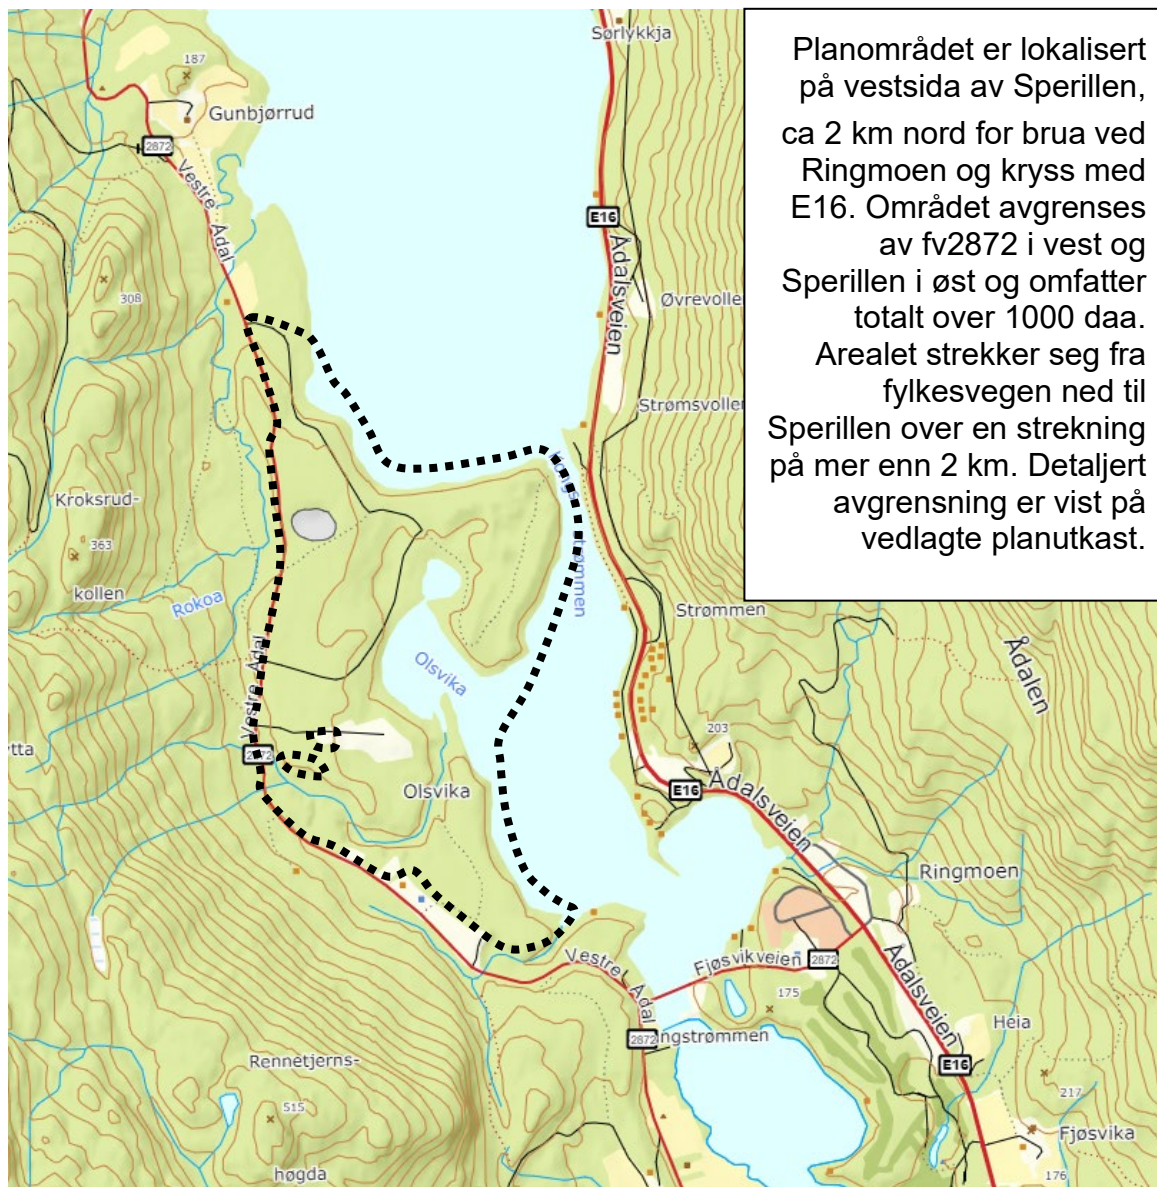 Planområdet er lokalisert
på vestsida av Sperillen,
ca 2 km nord for brua ved
Ringmoen og kryss med
E16. Området avgrenses
av fv2872 i vest og
Sperillen i øst og omfatter
totalt over 1000 daa.
Arealet strekker seg fra
fylkesvegen ned til
Sperillen over en strekning
på mer enn 2 km. Detaljert
avgrensning er vist på
vedlagte planutkast.
Sørlykkja
187
Gunbjørrud
2872
Vestre Ådal
E16
Ådalsveien
308
Øvrevollen
Strømsvollen
Kroksrud-
363
kollen
Rokoa
Strømmen
Olsvika
Ådalen
Vestre Ådal
203
2872
Olsvika
E16
Ådalsveien
Ringmoen
Vestre Ådal
Fjøsvikveien
2872
Ådalsveien
175
Heia
2872
ngstrømmen
Rennetjerns-
E16
515
217
Fjøsvika
høgda
176